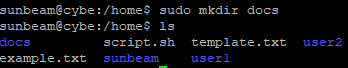 sunbeam@cybe:/home$ sudo mkdir docs
sunbeam@cybe:/home$ ls
docs script.sh template.txt user2
example.txt sunbeam user1